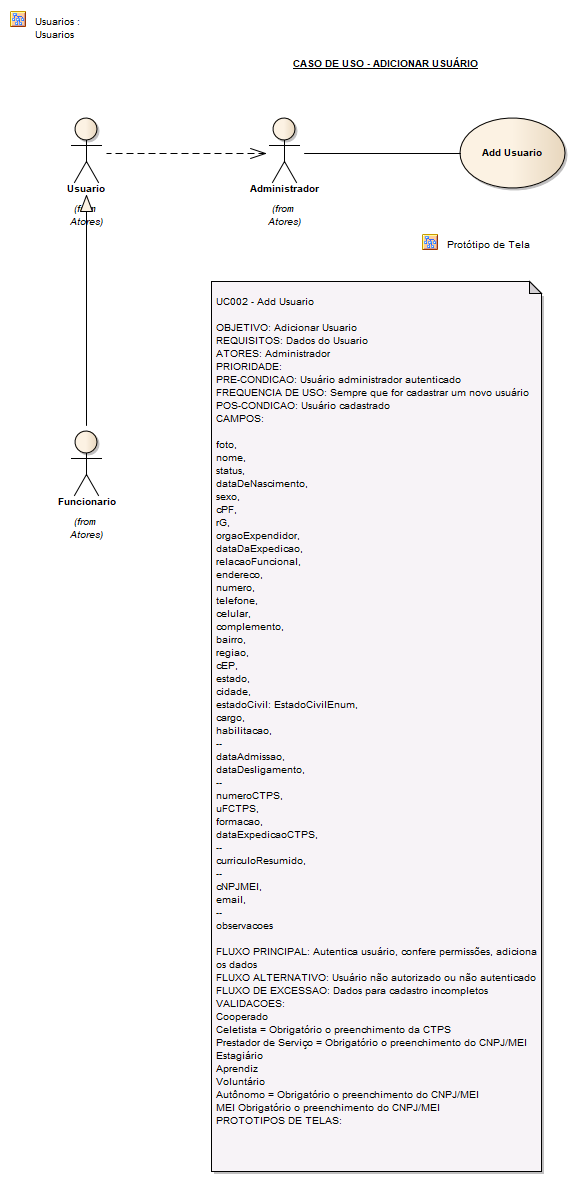 Usuarios :
Usuarios
CASO DE USO - ADICIONAR USUÁRIO
Usuario
(from
Atores)
Administrador
(from
Atores)
Add Usuario
Protótipo de Tela
Funcionario
(from
Atores)
UC002 - Add Usuario
OBJETIVO: Adicionar Usuario
REQUISITOS: Dados do Usuario
ATORES: Administrador
PRIORIDADE:
PRE-CONDICAO: Usuário administrador autenticado
FREQUENCIA DE USO: Sempre que for cadastrar um novo usuário
POS-CONDICAO: Usuário cadastrado
CAMPOS:
foto,
nome,
status,
dataDeNascimento,
sexo,
cPF,
rG,
orgaoExpendidor,
dataDaExpedicao,
relacaoFuncional,
endereco,
numero,
telefone,
celular,
complemento,
bairro,
regiao,
cEP,
estado,
cidade,
estadoCivil: EstadoCivilEnum,
cargo,
habilitacao,
--
dataAdmissao,
dataDesligamento,
--
numeroCTPS,
uFCTPS,
formacao,
dataExpedicaoCTPS,
--
curriculoResumido,
--
cNPJMEI,
email,
--
observacoes
FLUXO PRINCIPAL: Autentica usuário, confere permissões, adiciona
os dados
FLUXO ALTERNATIVO: Usuário não autorizado ou não autenticado
FLUXO DE EXCESSAO: Dados para cadastro incompletos
VALIDACOES:
Cooperado
Celetista = Obrigatório o preenchimento da CTPS
Prestador de Serviço = Obrigatório o preenchimento do CNPJ/MEI
Estagiário
Aprendiz
Voluntário
Autônomo = Obrigatório o preenchimento do CNPJ/MEI
MEI Obrigatório o preenchimento do CNPJ/MEI
PROTOTIPOS DE TELAS: